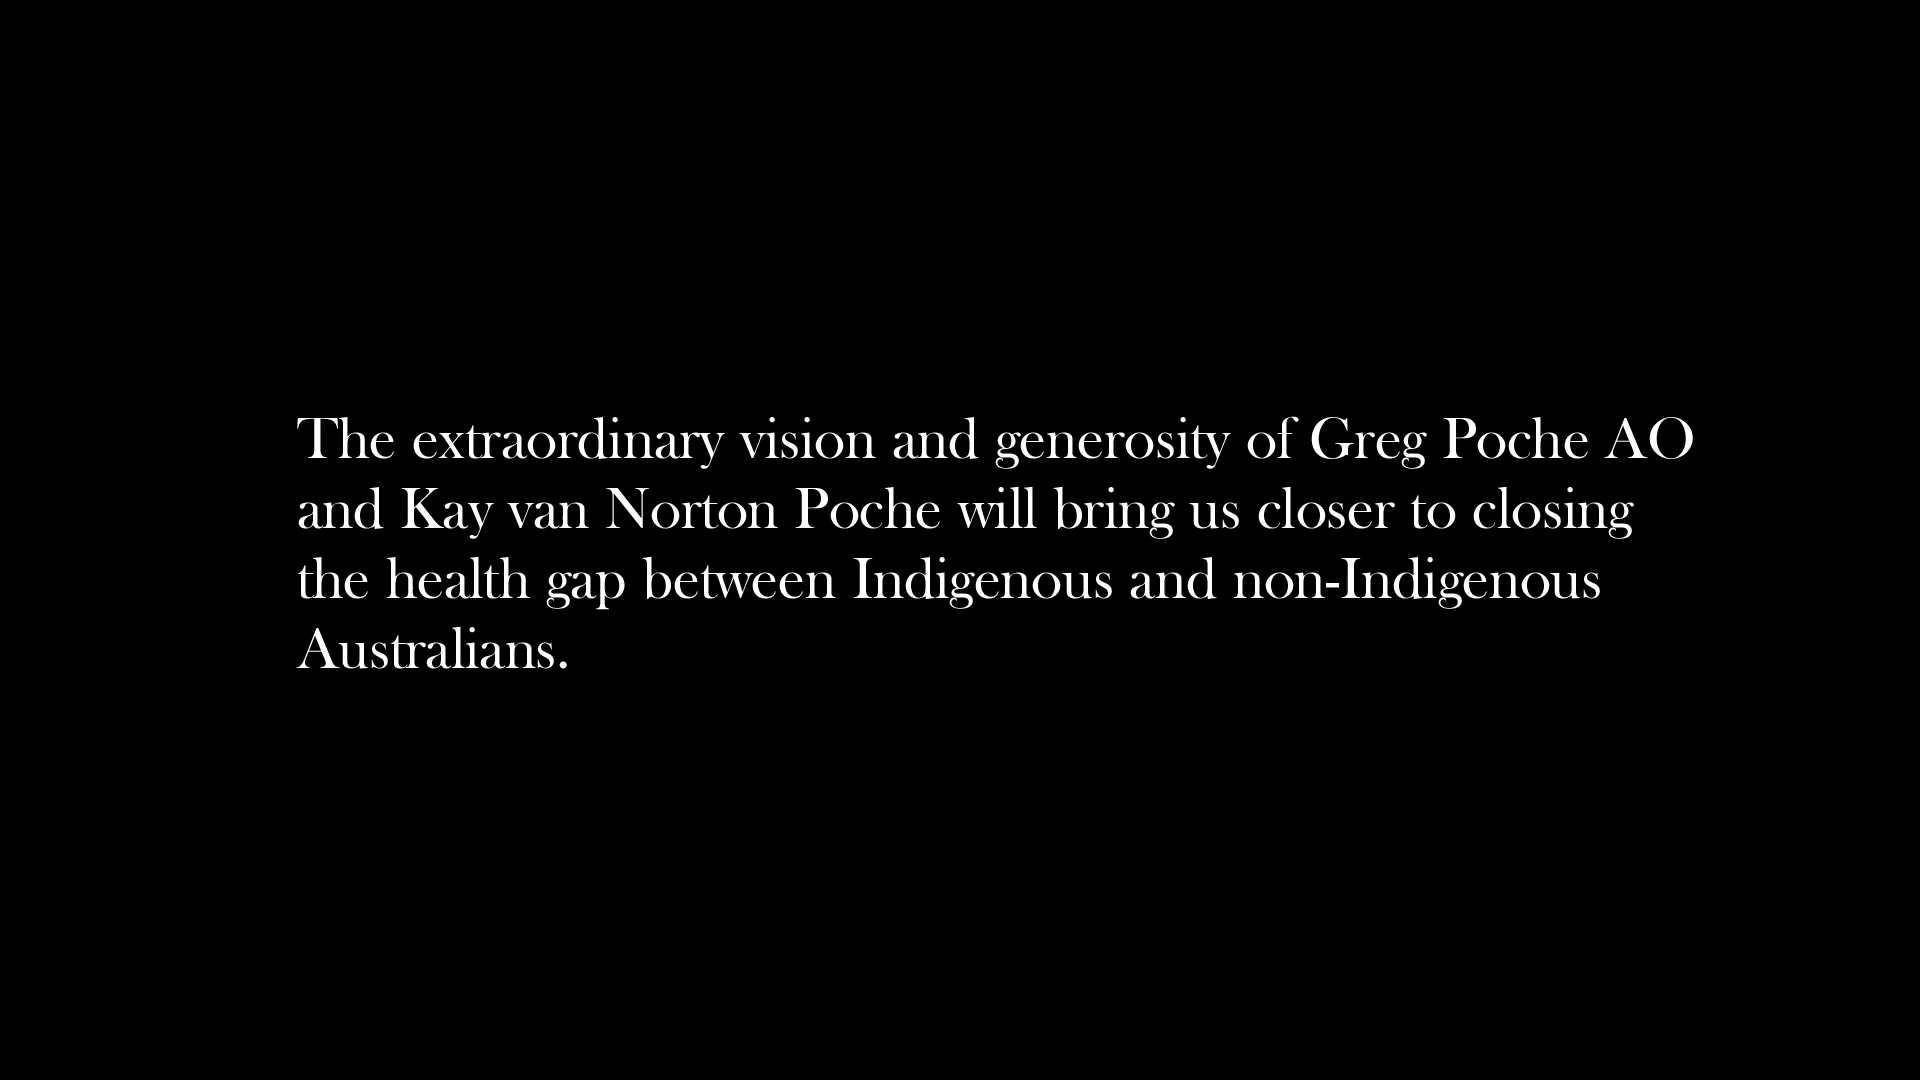 The extraordinary vision and generosity of Greg Poche AO
and Kay van Norton Poche will bring us closer to closing
the health gap between Indigenous and non-Indigenous
Australians.